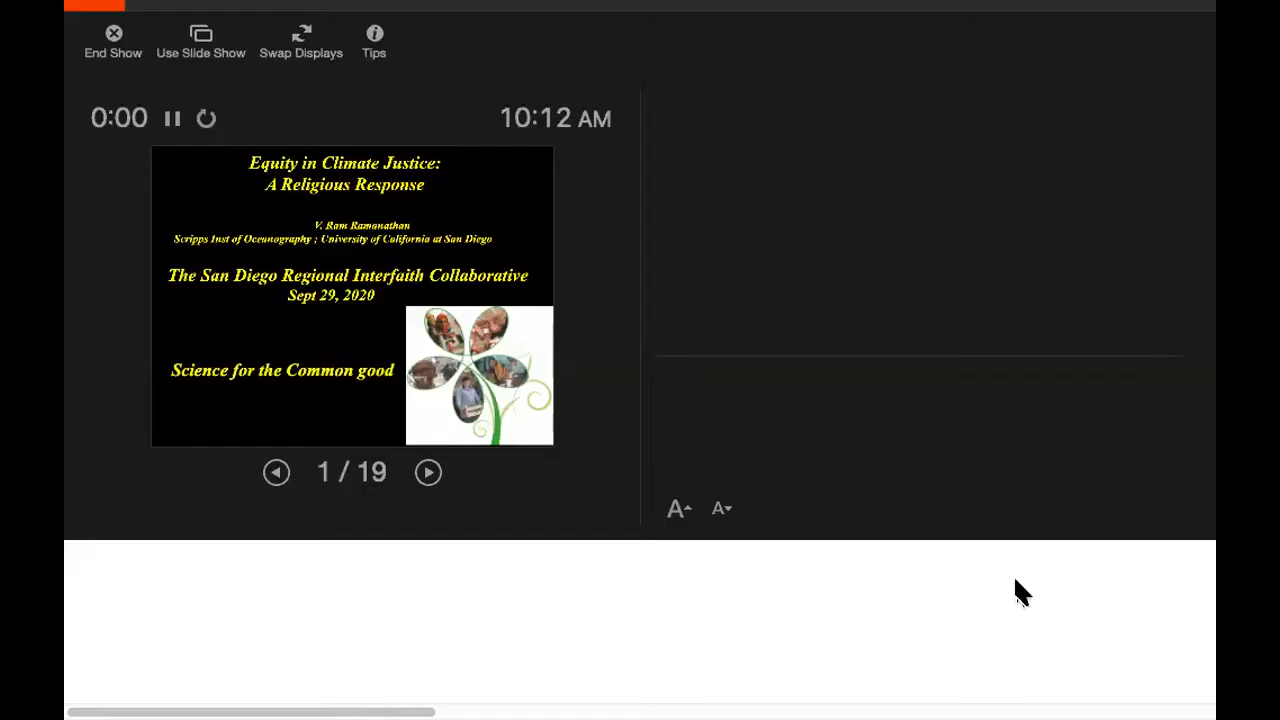 End Show
Use Slide Show
Swap Displays
Tips
0:00
10:12 AM
Equity in Climate Justice:
A Religious Response
V. Ram Ramanathan
Scripps Inst of Oceanography ; University of California at San Diego
The San Diego Regional Interfaith Collaborative
Sept 29, 2020
Science for the Common good
1 / 19
A
A